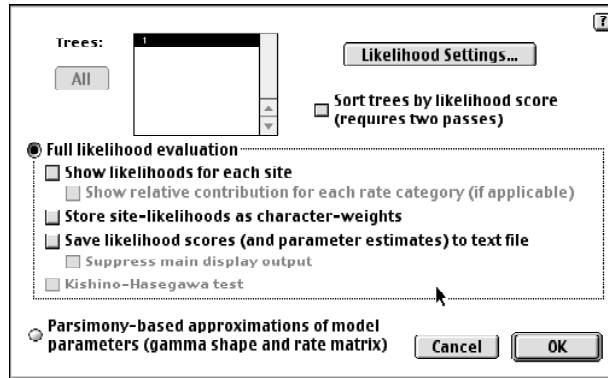 ?
Trees:
1
All
Likelihood Settings...
Sort trees by likelihood score
(requires two passes)
Full likelihood evaluation
Show likelihoods for each site
Show relative contribution for each rate category (if applicable)
Store site-likelihoods as character-weights
Save likelihood scores (and parameter estimates) to text file
Suppress main display output
Kishino-Hasegawa test
Parsimony-based approximations of model
parameters (gamma shape and rate matrix)
Cancel
OK